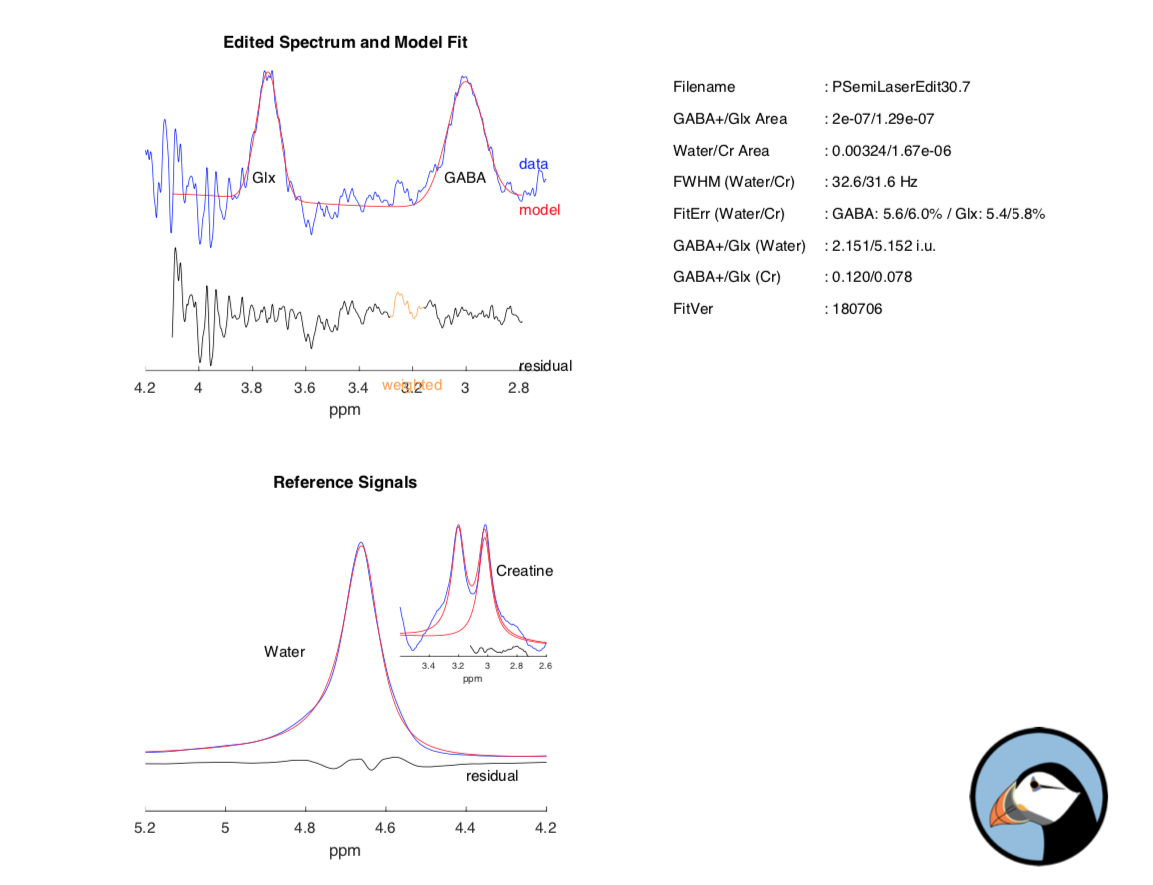 Edited Spectrum and Model Fit
Glx
GABA
data
model
residual
weighted
4.2 4 3.8 3.6 3.4 3.2 3 2.8
ppm
Filename : PSemiLaserEdit30.7
GABA+/Glx Area : 2e-07/1.29e-07
Water/Cr Area : 0.00324/1.67e-06
FWHM (Water/Cr) : 32.6/31.6 Hz
FitErr (Water/Cr) : GABA: 5.6/6.0% / Glx: 5.4/5.8%
GABA+/Glx (Water) : 2.151/5.152 i.u.
GABA+/Glx (Cr) : 0.120/0.078
FitVer : 180706
Reference Signals
Creatine
Water
3.4 3.2 3 2.8 2.6
ppm
residual
5.2 5 4.8 4.6 4.4 4.2
ppm